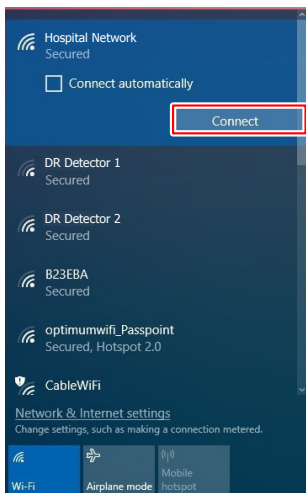 Hospital Network
Secured
Connect automatically
Connect
DR Detector 1
Secured
DR Detector 2
Secured
B23EBA
Secured
optimumwifi_Passpoint
Secured, Hotspot 2.0
CableWiFi
Network & Internet settings
Change settings, such as making a connection metered.
Wi-Fi
Airplane mode
Mobile
hotspot